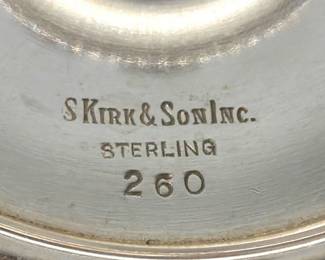 S KIRK & SON INC.
STERLING
260